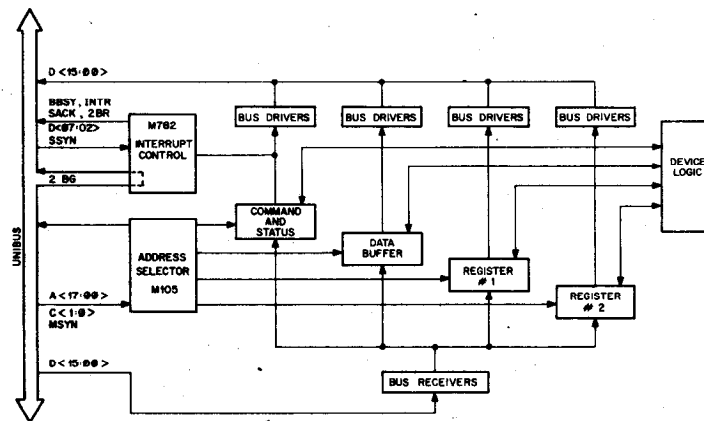 D<15:00>
BBSY, INTR
SACK, 2BR
D<07:02>
SSYN
2 BG
M782
INTERRUPT
CONTROL
BUS DRIVERS
BUS DRIVERS
BUS DRIVERS
BUS DRIVERS
DEVICE
LOGIC
UNIBUS
COMMAND
AND
STATUS
DATA
BUFFER
REGISTER
# 1
REGISTER
# 2
ADDRESS
SELECTOR
M105
A<17:00>
C<1:0>
MSYN
D<15:00>
BUS RECEIVERS